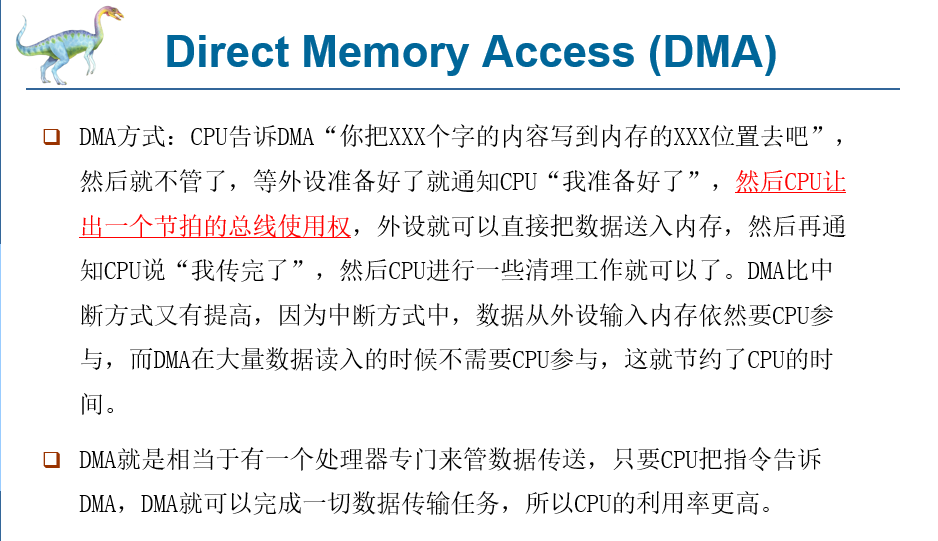 Direct Memory Access (DMA)
DMA方式：CPU告诉DMA“你把XXX个字的内容写到内存的XXX位置去吧”，
然后就不管了，等外设准备好了就通知CPU“我准备好了”，然后CPU让
出一个节拍的总线使用权，外设就可以直接把数据送入内存，然后再通
知CPU说“我传完了”，然后CPU进行一些清理工作就可以了。DMA比中
断方式又有提高，因为中断方式中，数据从外设输入内存依然要CPU参
与，而DMA在大量数据读入的时候不需要CPU参与，这就节约了CPU的时
间。
DMA就是相当于有一个处理器专门来管数据传送，只要CPU把指令告诉
DMA，DMA就可以完成一切数据传输任务，所以CPU的利用率更高。